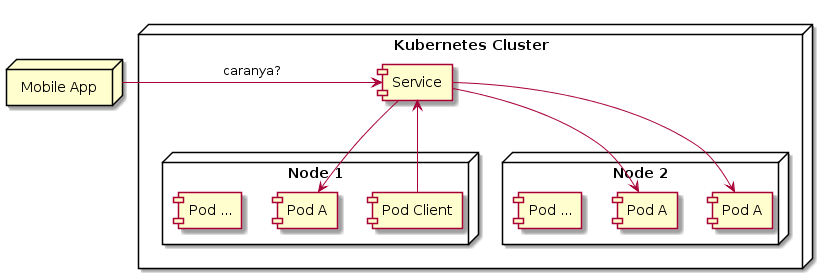 Kubernetes Cluster
caranya?
Mobile App
Service
Node 1
Node 2
Pod ...
Pod A
Pod Client
Pod ...
Pod A
Pod A